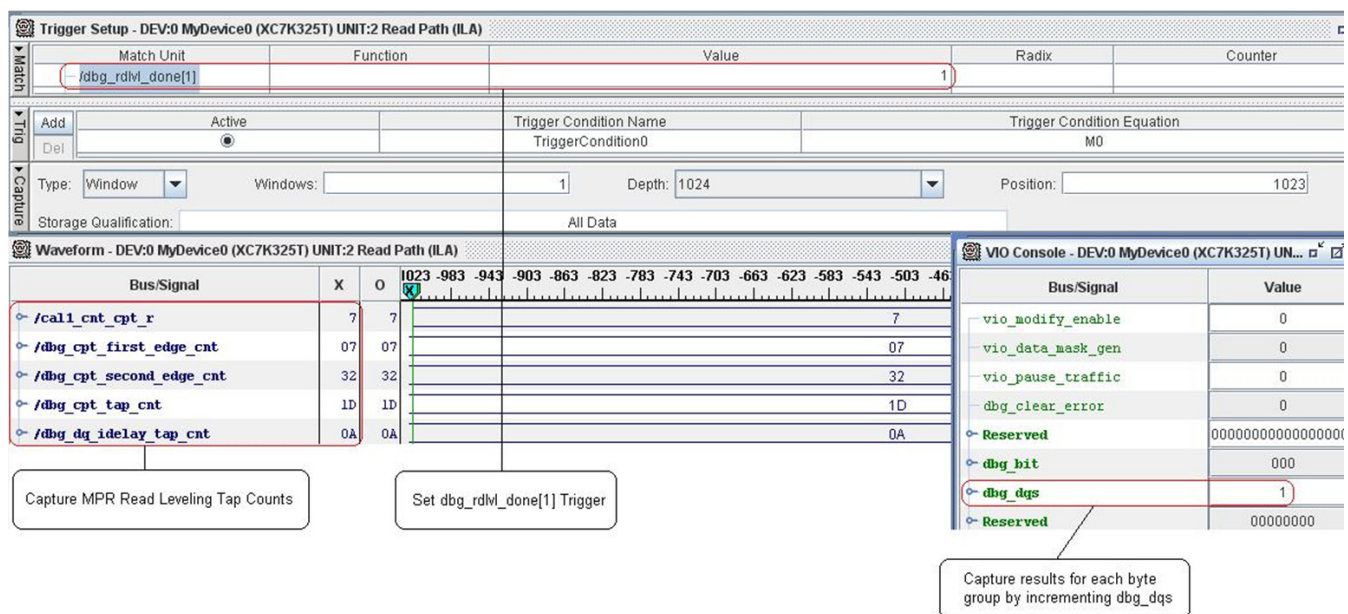 Trigger Setup - DEV:0 MyDevice0 (XC7K325T) UNIT:2 Read Path (ILA)
Match
Match Unit Function Value Radix Counter
/dbg_rdlvl_done[1] 1
Trig
Add Active Trigger Condition Name Trigger Condition Equation
Del TriggerCondition0 M0
Capture
Type: Window Windows: 1 Depth: 1024 Position: 1023
Storage Qualification: All Data
Waveform - DEV:0 MyDevice0 (XC7K325T) UNIT:2 Read Path (ILA)
Bus/Signal X O 1023 -983 -943 -903 -863 -823 -783 -743 -703 -663 -623 -583 -543 -503 -46
X
/cal1_cnt_cpt_r 7 7 7
/dbg_cpt_first_edge_cnt 07 07 07
/dbg_cpt_second_edge_cnt 32 32 32
/dbg_cpt_tap_cnt 1D 1D 1D
/dbg_dq_idelay_tap_cnt 0A 0A 0A
VIO Console - DEV:0 MyDevice0 (XC7K325T) UN...
Bus/Signal Value
vio_modify_enable 0
vio_data_mask_gen 0
vio_pause_traffic 0
dbg_clear_error 0
Reserved
dbg_bit 000
dbg_dqs 1
Reserved 00000000
Capture MPR Read Leveling Tap Counts
Set dbg_rdlvl_done[1] Trigger
Capture results for each byte
group by incrementing dbg_dqs